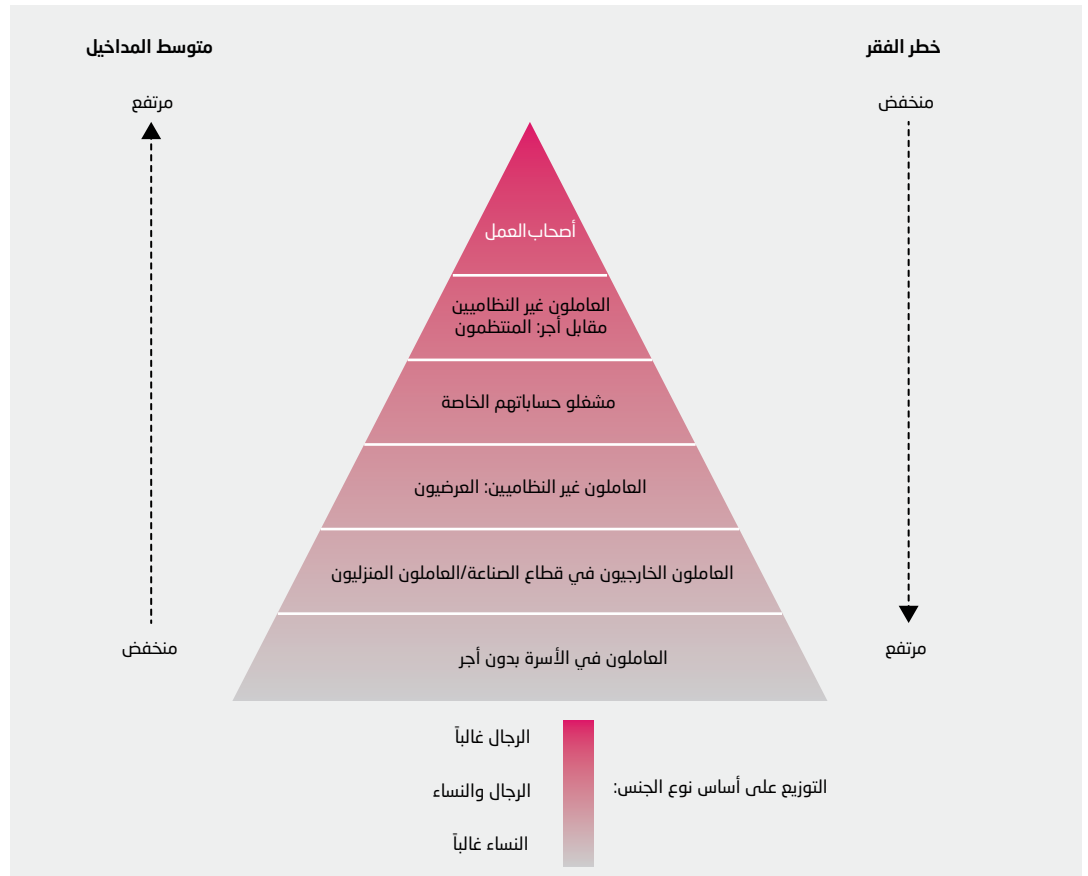 خطر الفقر
متوسط المداخيل
منخفض
مرتفع
أصحاب العمل
العاملون غير النظاميين
مقابل أجر: المنتظمون
مشغلو حساباتهم الخاصة
العاملون غير النظاميين: العرضيون
العاملون الخارجيون في قطاع الصناعة/العاملون المنزليون
العاملون في الأسرة بدون أجر
مرتفع
منخفض
التوزيع على أساس نوع الجنس:
الرجال غالباً
الرجال والنساء
النساء غالباً